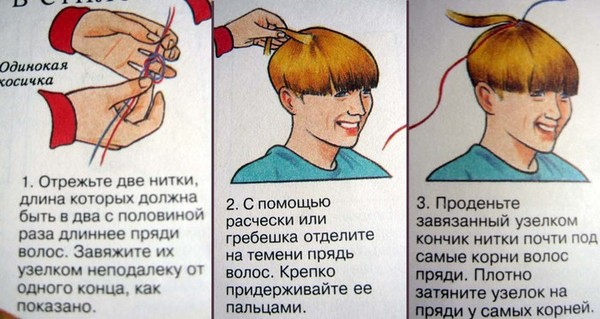 В СТИЛ
Одинокая
косичка
1. Отрежьте две нитки,
длина которых должна
быть в два с половиной
раза длиннее пряди
волос. Завяжите их
узелком неподалеку от
одного конца, как
показано.
2. С помощью
расчески или
гребешка отделите
на темени прядь
волос. Крепко
придерживайте ее
пальцами.
3. Проденьте
завязанный узелком
кончик нитки почти под
самые корни волос
пряди. Плотно
затяните узелок на
пряди у самых корней.